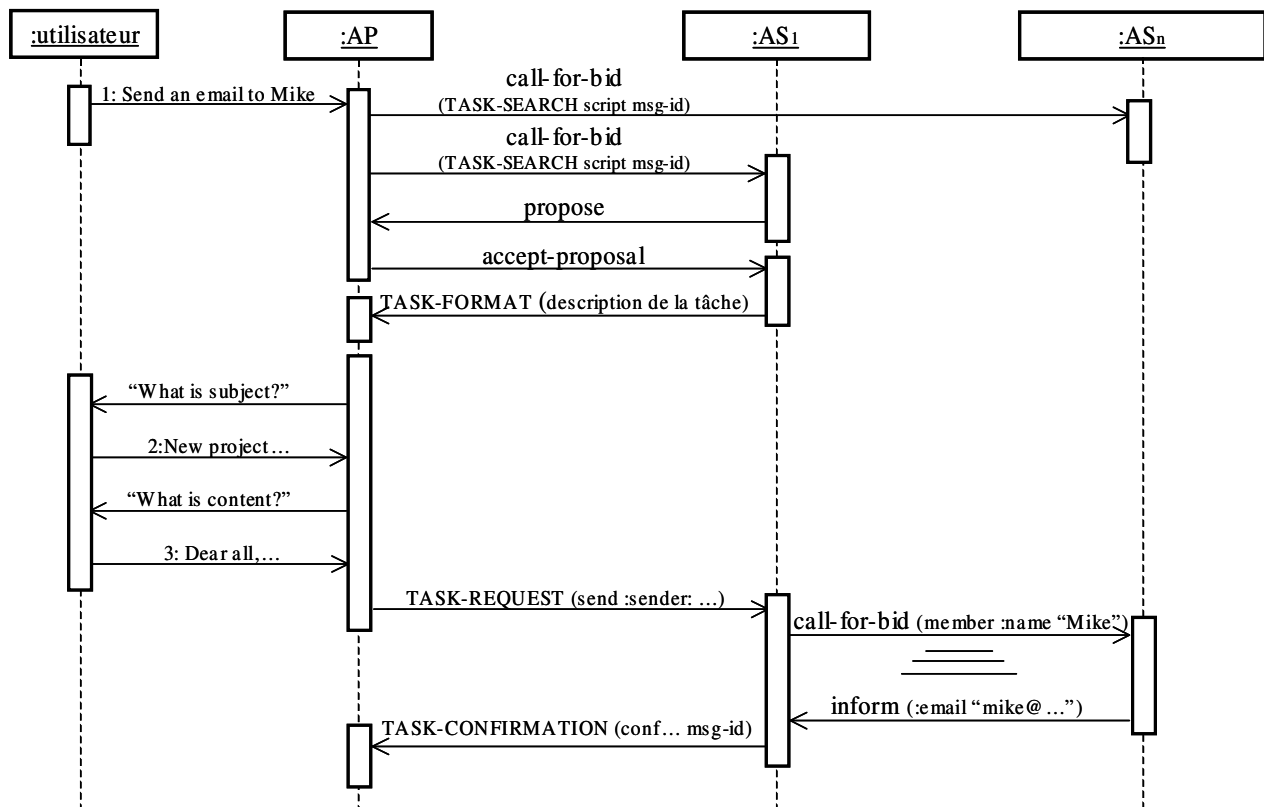 :utilisateur
:AP
:AS1
:ASn
1: Send an email to Mike
call-for-bid
(TASK-SEARCH script msg-id)
call-for-bid
(TASK-SEARCH script msg-id)
propose
accept-proposal
TASK-FORMAT (description de la tâche)
“What is subject?”
2:New project…
“What is content?”
3: Dear all,…
TASK-REQUEST (send :sender: …)
call-for-bid (member :name “Mike”)
inform (:email “mike@…”)
TASK-CONFIRMATION (conf… msg-id)